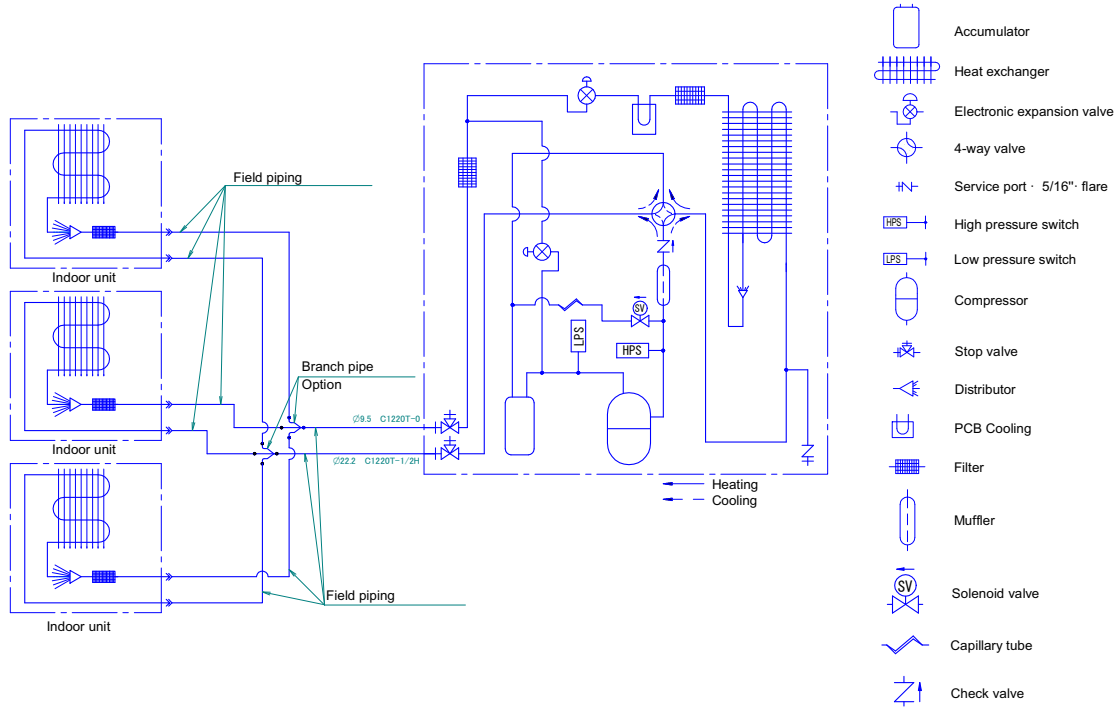 Field piping
Indoor unit
Indoor unit
Indoor unit
Branch pipe
Option
Ø9.5 C1220T-O
Ø22.2 C1220T-1/2H
Field piping
SV
LPS
HPS
Heating
Cooling
Accumulator
Heat exchanger
Electronic expansion valve
4-way valve
Service port · 5/16"· flare
HPS High pressure switch
LPS Low pressure switch
Compressor
Stop valve
Distributor
PCB Cooling
Filter
Muffler
SV Solenoid valve
Capillary tube
Check valve